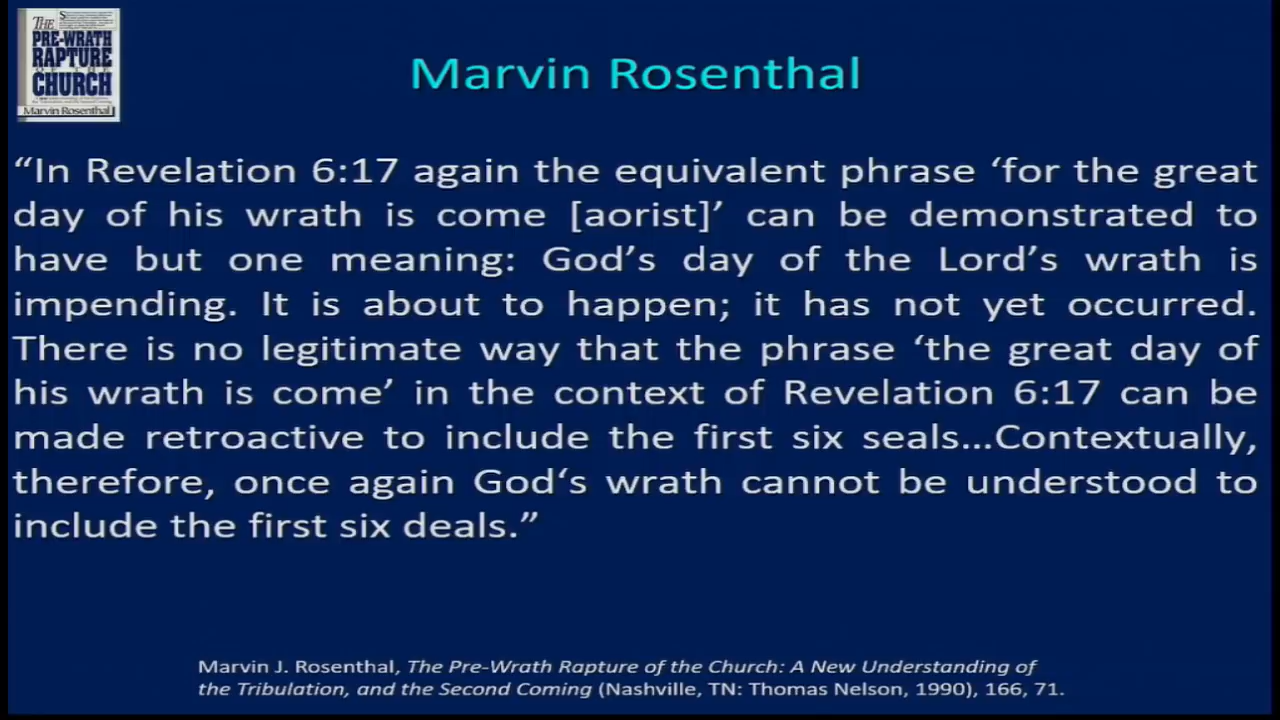 THE
PRE-WRATH
RAPTURE
OF THE
CHURCH
Marvin Rosenthal
Marvin Rosenthal
“In Revelation 6:17 again the equivalent phrase ‘for the great
day of his wrath is come [aorist]’ can be demonstrated to
have but one meaning: God’s day of the Lord’s wrath is
impending. It is about to happen; it has not yet occurred.
There is no legitimate way that the phrase ‘the great day of
his wrath is come’ in the context of Revelation 6:17 can be
made retroactive to include the first six seals...Contextually,
therefore, once again God‘s wrath cannot be understood to
include the first six deals.”
Marvin J. Rosenthal, The Pre-Wrath Rapture of the Church: A New Understanding of
the Tribulation, and the Second Coming (Nashville, TN: Thomas Nelson, 1990), 166, 71.